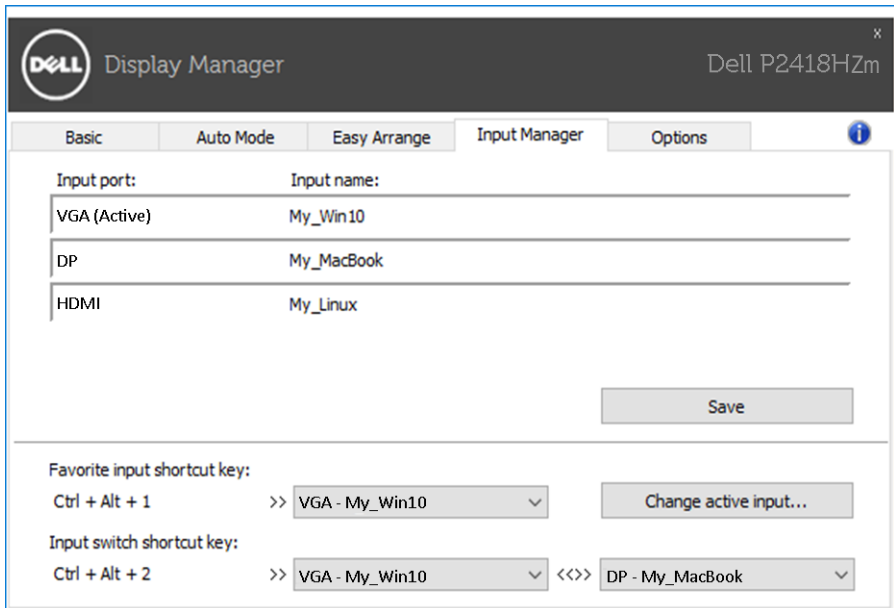 DELL Display Manager Dell P2418HZm x
Basic Auto Mode Easy Arrange Input Manager Options i
Input port: Input name:
VGA (Active) My_Win10
DP My_MacBook
HDMI My_Linux
Save
Favorite input shortcut key:
Ctrl + Alt + 1 >> VGA - My_Win10 Change active input...
Input switch shortcut key:
Ctrl + Alt + 2 >> VGA - My_Win10 <<>> DP - My_MacBook